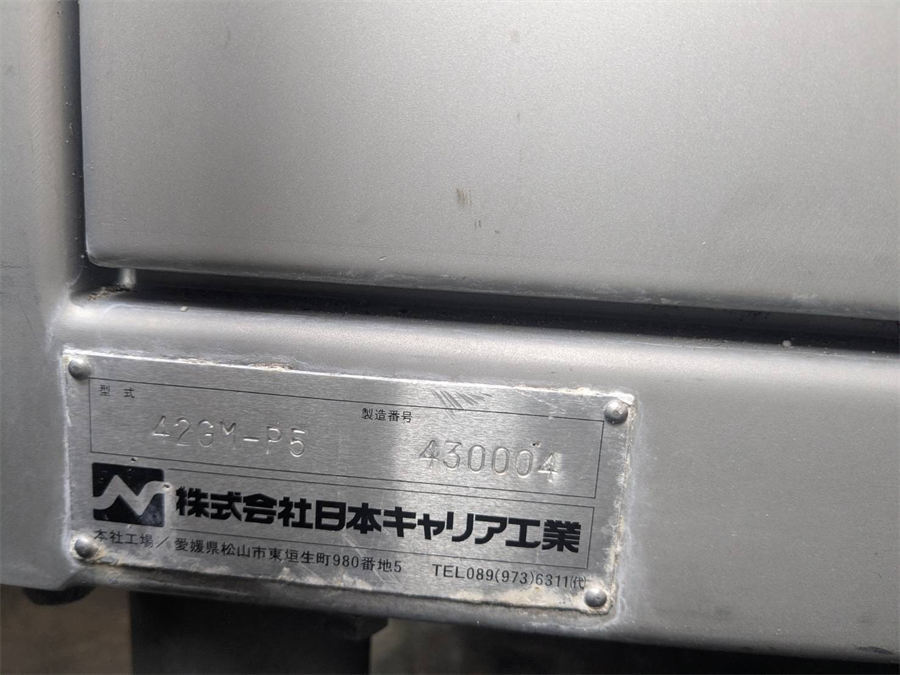 型式 製造番号
42GM-P5 430004
株式会社日本キャリア工業
本社工場／愛媛県松山市東垣生町980番地5 TEL089(973)6311(代)